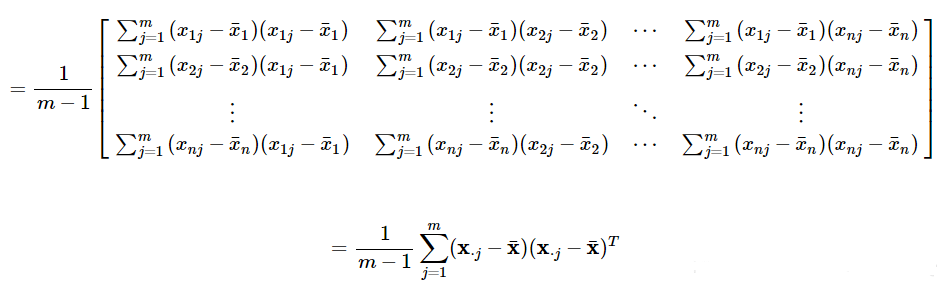 $= \frac{1}{m-1} \begin{bmatrix} \sum_{j=1}^{m} (x_{1j} - \bar{x}_1)(x_{1j} - \bar{x}_1) & \sum_{j=1}^{m} (x_{1j} - \bar{x}_1)(x_{2j} - \bar{x}_2) & \cdots & \sum_{j=1}^{m} (x_{1j} - \bar{x}_1)(x_{nj} - \bar{x}_n) \\ \sum_{j=1}^{m} (x_{2j} - \bar{x}_2)(x_{1j} - \bar{x}_1) & \sum_{j=1}^{m} (x_{2j} - \bar{x}_2)(x_{2j} - \bar{x}_2) & \cdots & \sum_{j=1}^{m} (x_{2j} - \bar{x}_2)(x_{nj} - \bar{x}_n) \\ \vdots & \vdots & \ddots & \vdots \\ \sum_{j=1}^{m} (x_{nj} - \bar{x}_n)(x_{1j} - \bar{x}_1) & \sum_{j=1}^{m} (x_{nj} - \bar{x}_n)(x_{2j} - \bar{x}_2) & \cdots & \sum_{j=1}^{m} (x_{nj} - \bar{x}_n)(x_{nj} - \bar{x}_n) \end{bmatrix}$
$= \frac{1}{m-1} \sum_{j=1}^{m} (\mathbf{x}_{\cdot j} - \bar{\mathbf{x}})(\mathbf{x}_{\cdot j} - \bar{\mathbf{x}})^T$